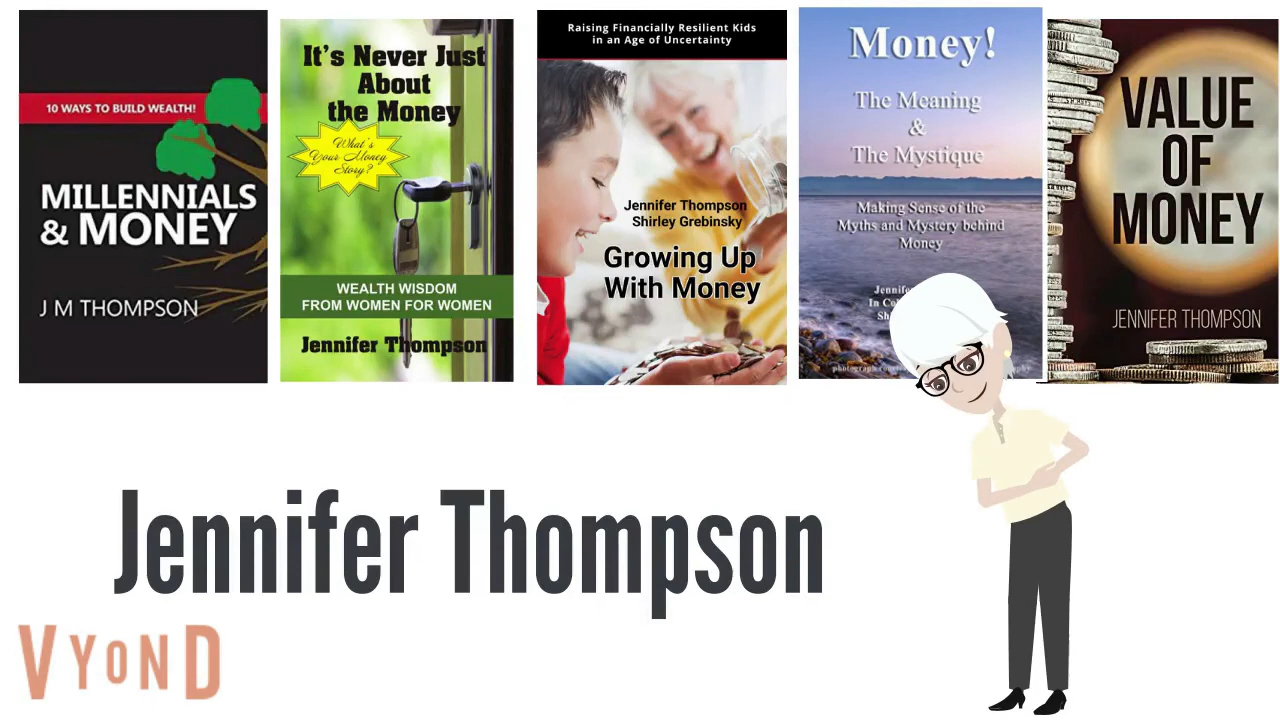 10 WAYS TO BUILD WEALTH!
MILLENNIALS
& MONEY
J M THOMPSON
It's Never Just
About
the Money
What's
Your Money
Story?
WEALTH WISDOM
FROM WOMEN FOR WOMEN
Jennifer Thompson
Raising Financially Resilient Kids
in an Age of Uncertainty
Jennifer Thompson
Shirley Grebinsky
Growing Up
With Money
Money!
The Meaning
&
The Mystique
Making Sense of the
Myths and Mystery behind
Money
In
VALUE
OF
MONEY
JENNIFER THOMPSON
Jennifer Thompson
VYOND